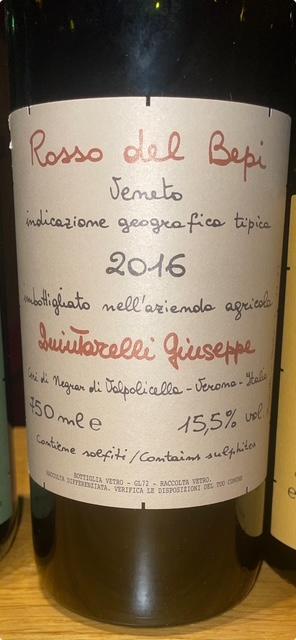 Rosso del Bepi
Veneto
indicazione geografica tipica
2016
imbottigliato nell'azienda agricola
Quintarelli Giuseppe
Cerè di Negrar di Valpolicella - Verona - Italia
750 ml e 15,5% vol
Contiene solfiti/Contains sulphites
BOTTIGLIA VETRO - GL72 - RACCOLTA VETRO.
RACCOLTA DIFFERENZIATA. VERIFICA LE DISPOSIZIONI DEL TUO COMUNE